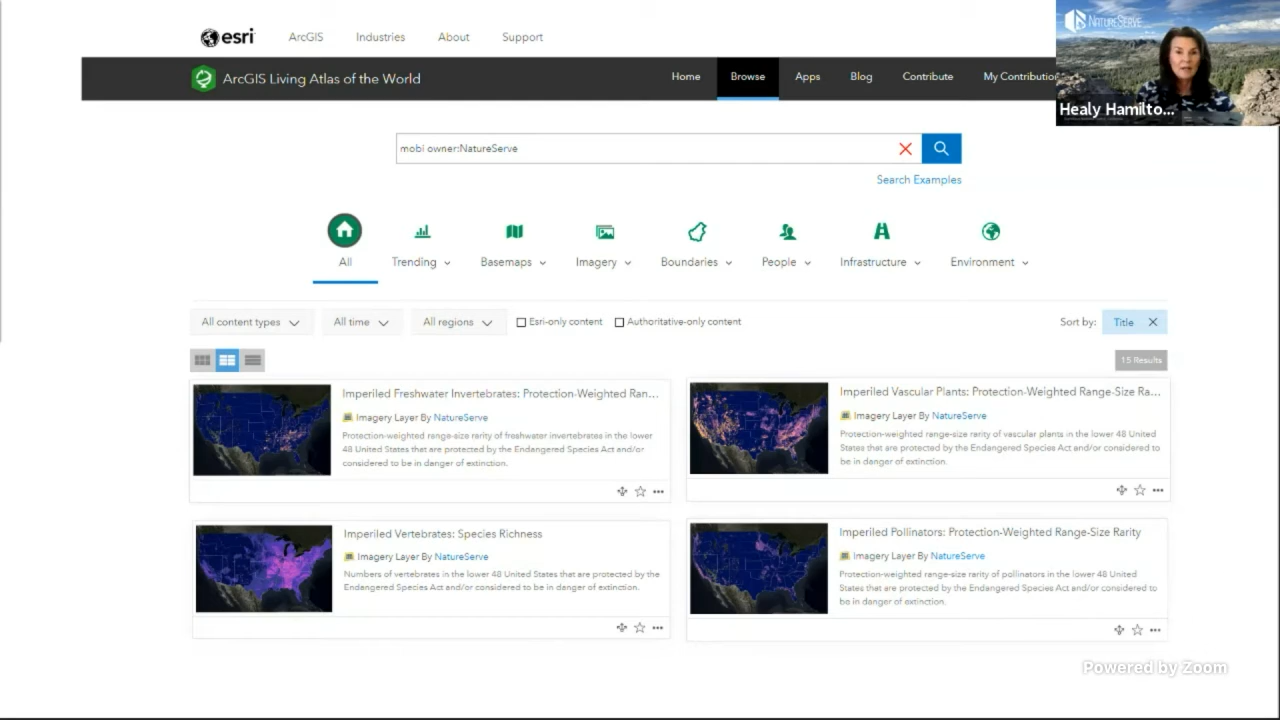 esri
ArcGIS
Industries
About
Support
NATURESERVE
Healy Hamilto...
ArcGIS Living Atlas of the World
Home
Browse
Apps
Blog
Contribute
My Contribution
mobi owner:NatureServe
Search Examples
All
Trending
Basemaps
Imagery
Boundaries
People
Infrastructure
Environment
All content types
All time
All regions
Esri-only content
Authoritative-only content
Sort by:
Title
15 Results
Imperiled Freshwater Invertebrates: Protection-Weighted Ran...
Imagery Layer By NatureServe
Protection-weighted range-size rarity of freshwater invertebrates in the lower
48 United States that are protected by the Endangered Species Act and/or
considered to be in danger of extinction.
Imperiled Vascular Plants: Protection-Weighted Range-Size Ra...
Imagery Layer By NatureServe
Protection-weighted range-size rarity of vascular plants in the lower 48 United
States that are protected by the Endangered Species Act and/or considered to
be in danger of extinction.
Imperiled Vertebrates: Species Richness
Imagery Layer By NatureServe
Numbers of vertebrates in the lower 48 United States that are protected by the
Endangered Species Act and/or considered to be in danger of extinction.
Imperiled Pollinators: Protection-Weighted Range-Size Rarity
Imagery Layer By NatureServe
Protection-weighted range-size rarity of pollinators in the lower 48 United
States that are protected by the Endangered Species Act and/or considered to
be in danger of extinction.
Powered by Zoom